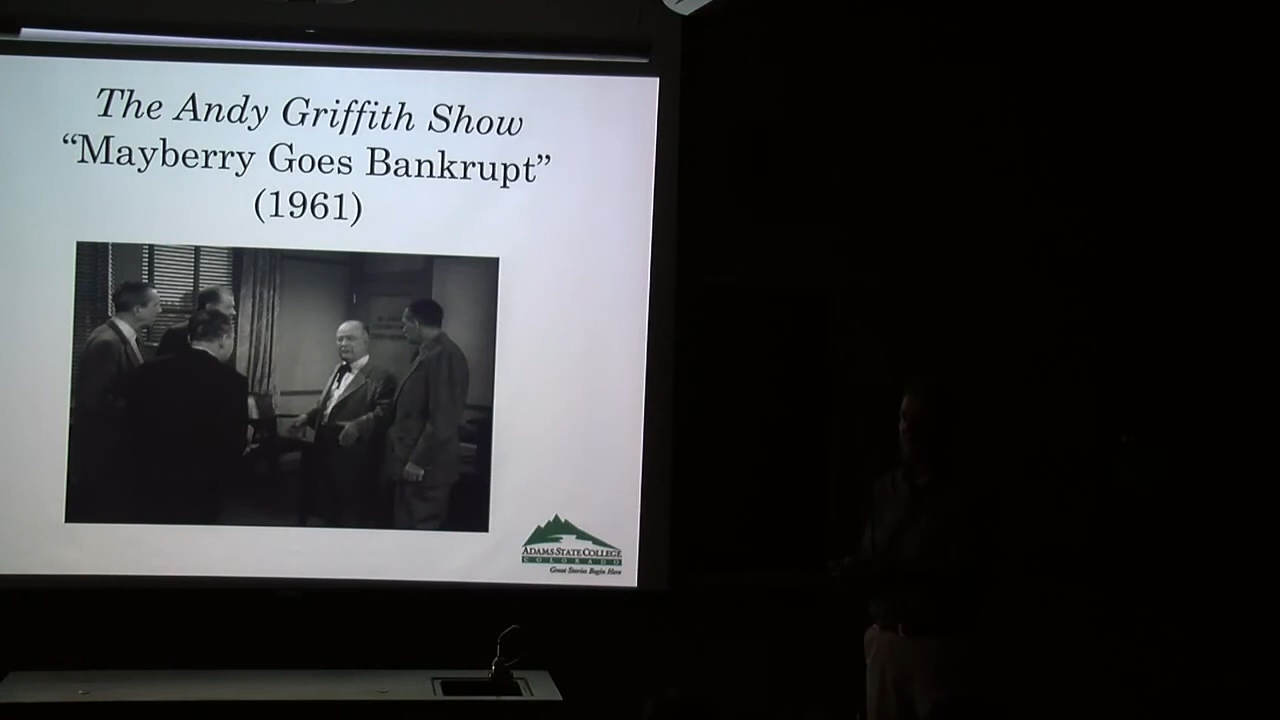 The Andy Griffith Show
“Mayberry Goes Bankrupt”
(1961)
ADAMS STATE COLLEGE
COLORADO
Great Stories Begin Here